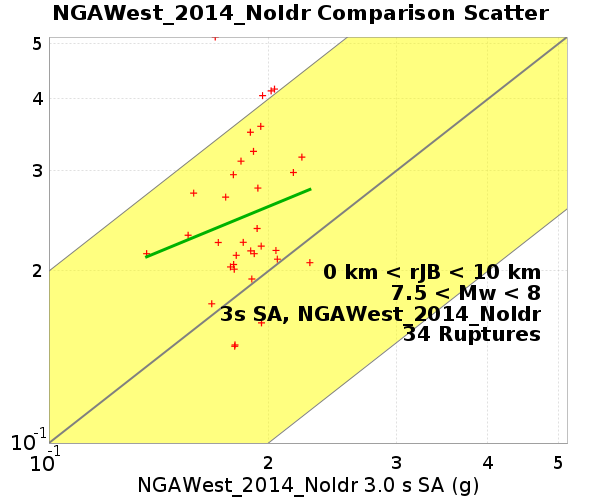 NGAWest_2014_NoIdr Comparison Scatter
5
4
3
2
10⁻¹
0 km < rJB < 10 km
7.5 < Mw < 8
3s SA, NGAWest_2014_NoIdr
34 Ruptures
10⁻¹ 2 3 4 5
NGAWest_2014_NoIdr 3.0 s SA (g)